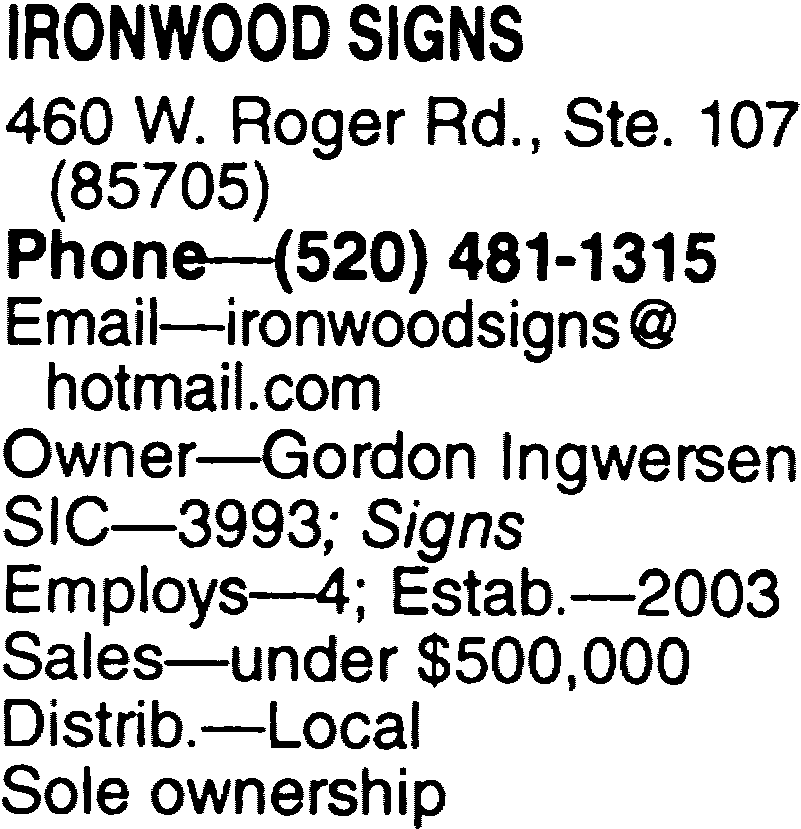 IRONWOOD SIGNS
460 W. Roger Rd., Ste. 107
(85705)
Phone—(520) 481-1315
Email—ironwoodsigns@
hotmail.com
Owner—Gordon Ingwersen
SIC—3993; Signs
Employs—4; Estab.—2003
Sales—under $500,000
Distrib.—Local
Sole ownership